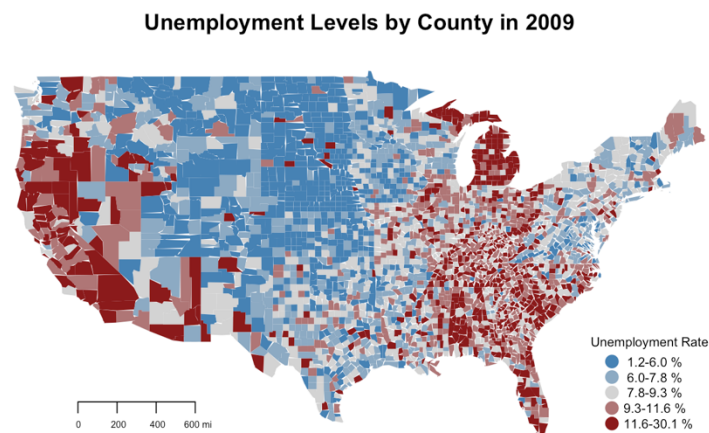 Unemployment Levels by County in 2009
Unemployment Rate
1.2-6.0 %
6.0-7.8 %
7.8-9.3 %
9.3-11.6 %
11.6-30.1 %
0 200 400 600 mi